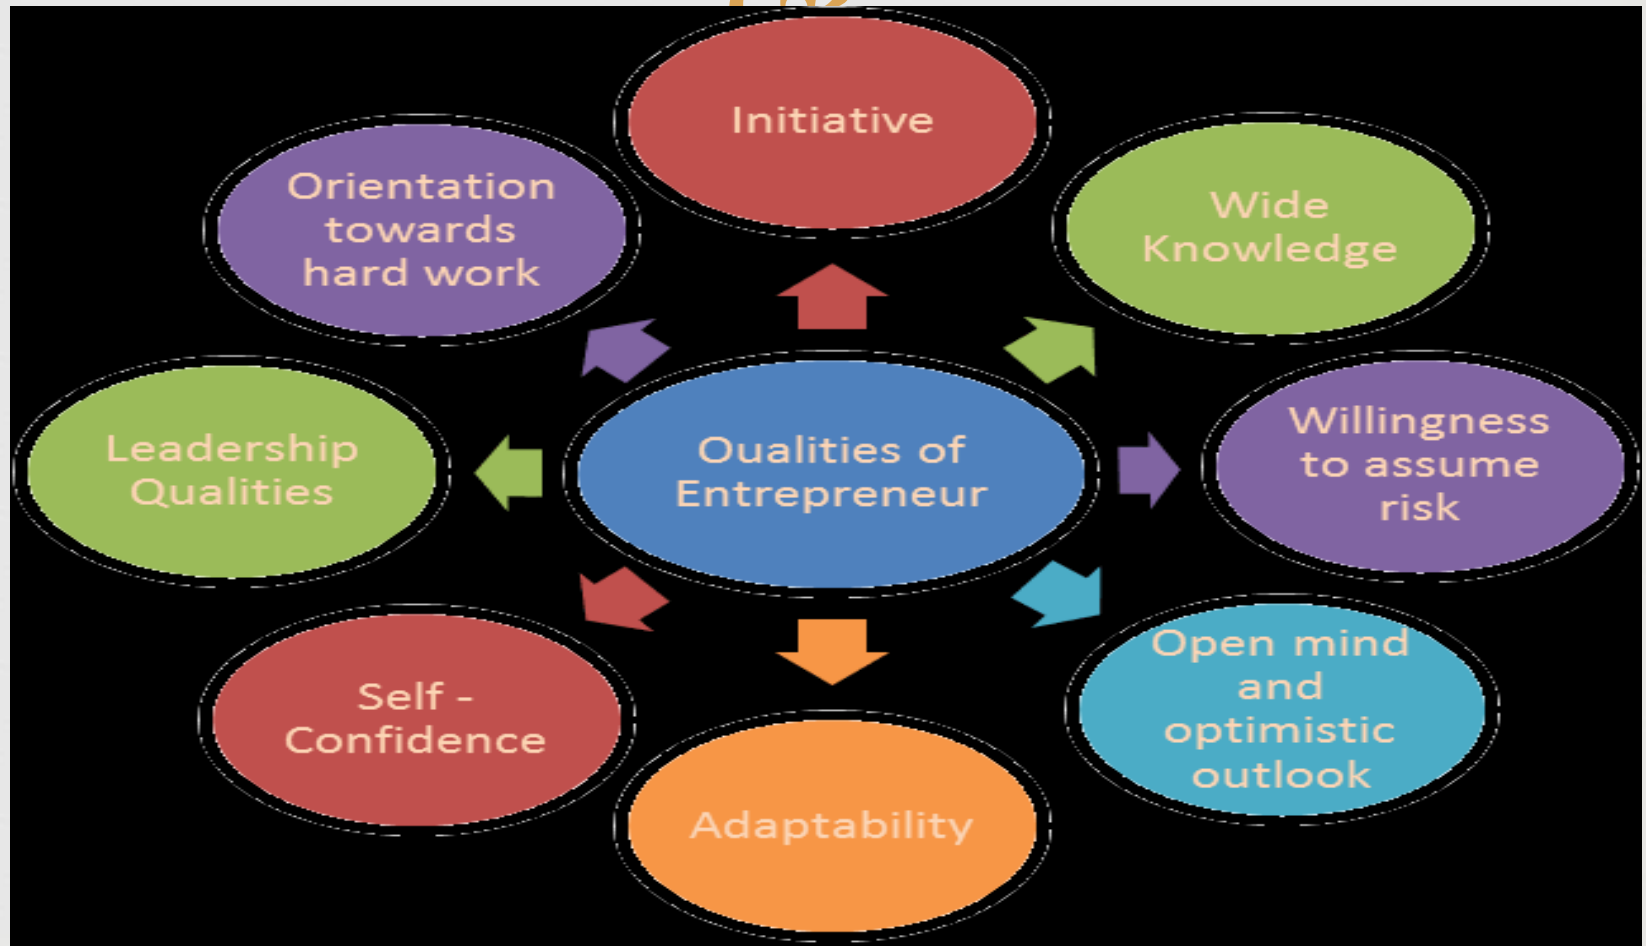 Initiative
Wide
Knowledge
Willingness
to assume
risk
Open mind
and
optimistic
outlook
Adaptability
Self -
Confidence
Leadership
Qualities
Orientation
towards
hard work
Oualities of
Entrepreneur